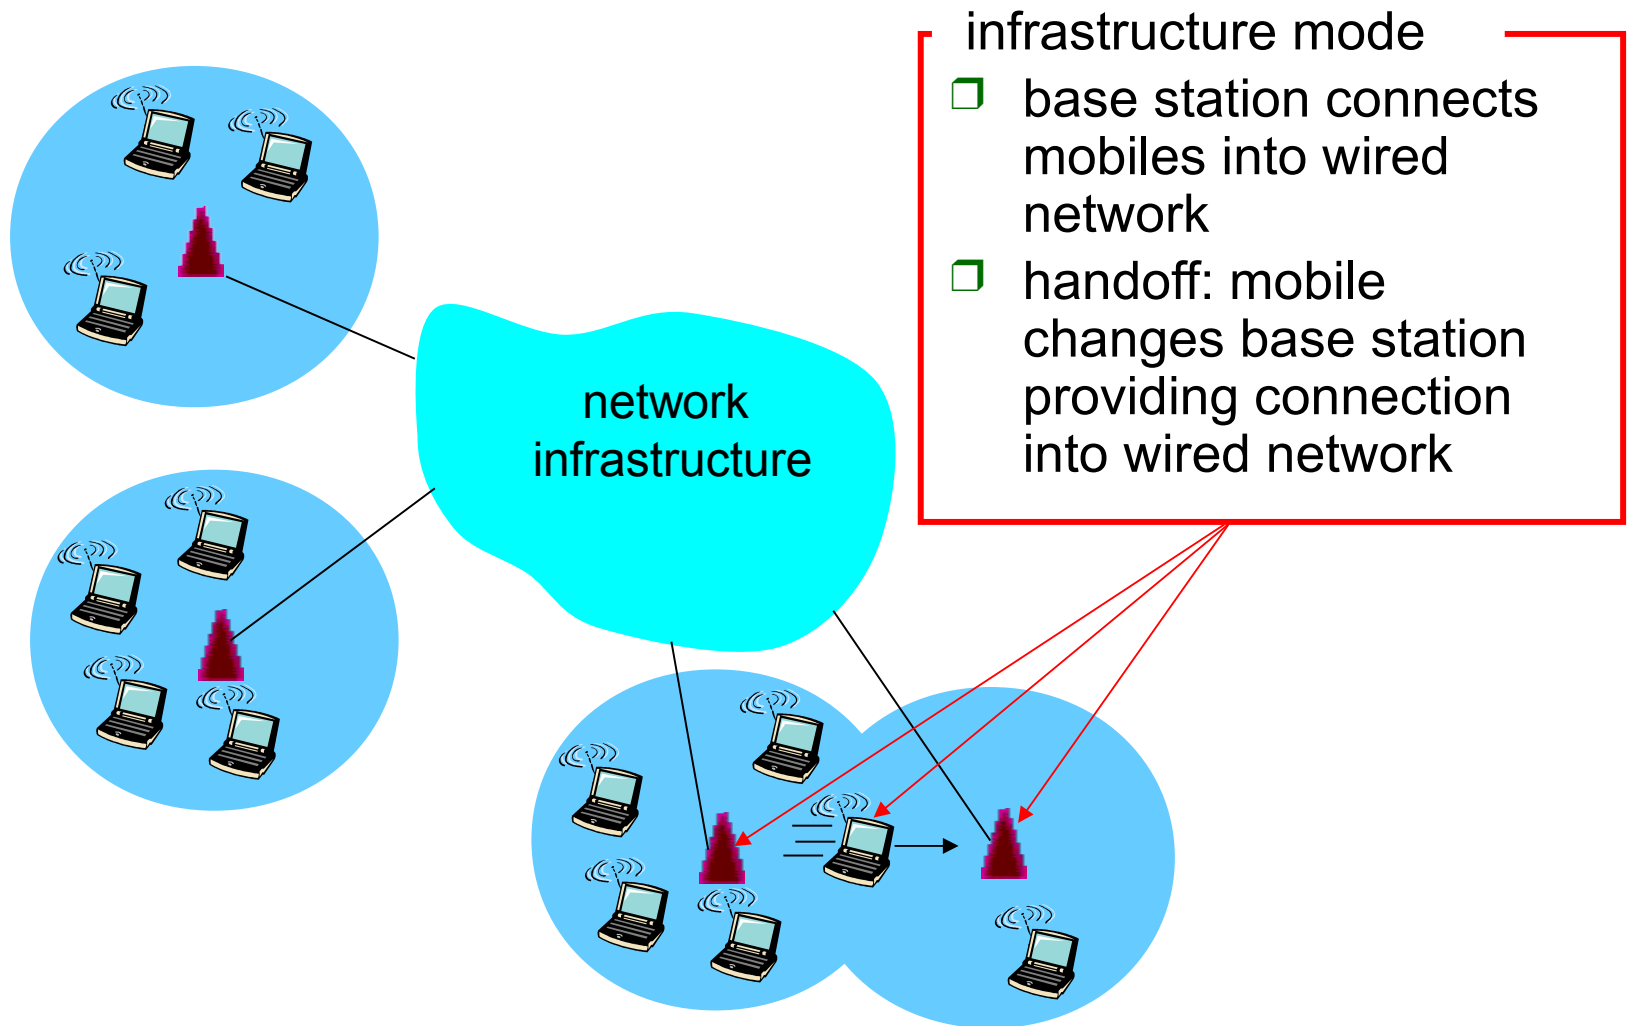 infrastructure mode
base station connects
mobiles into wired
network
handoff: mobile
changes base station
providing connection
into wired network
network
infrastructure